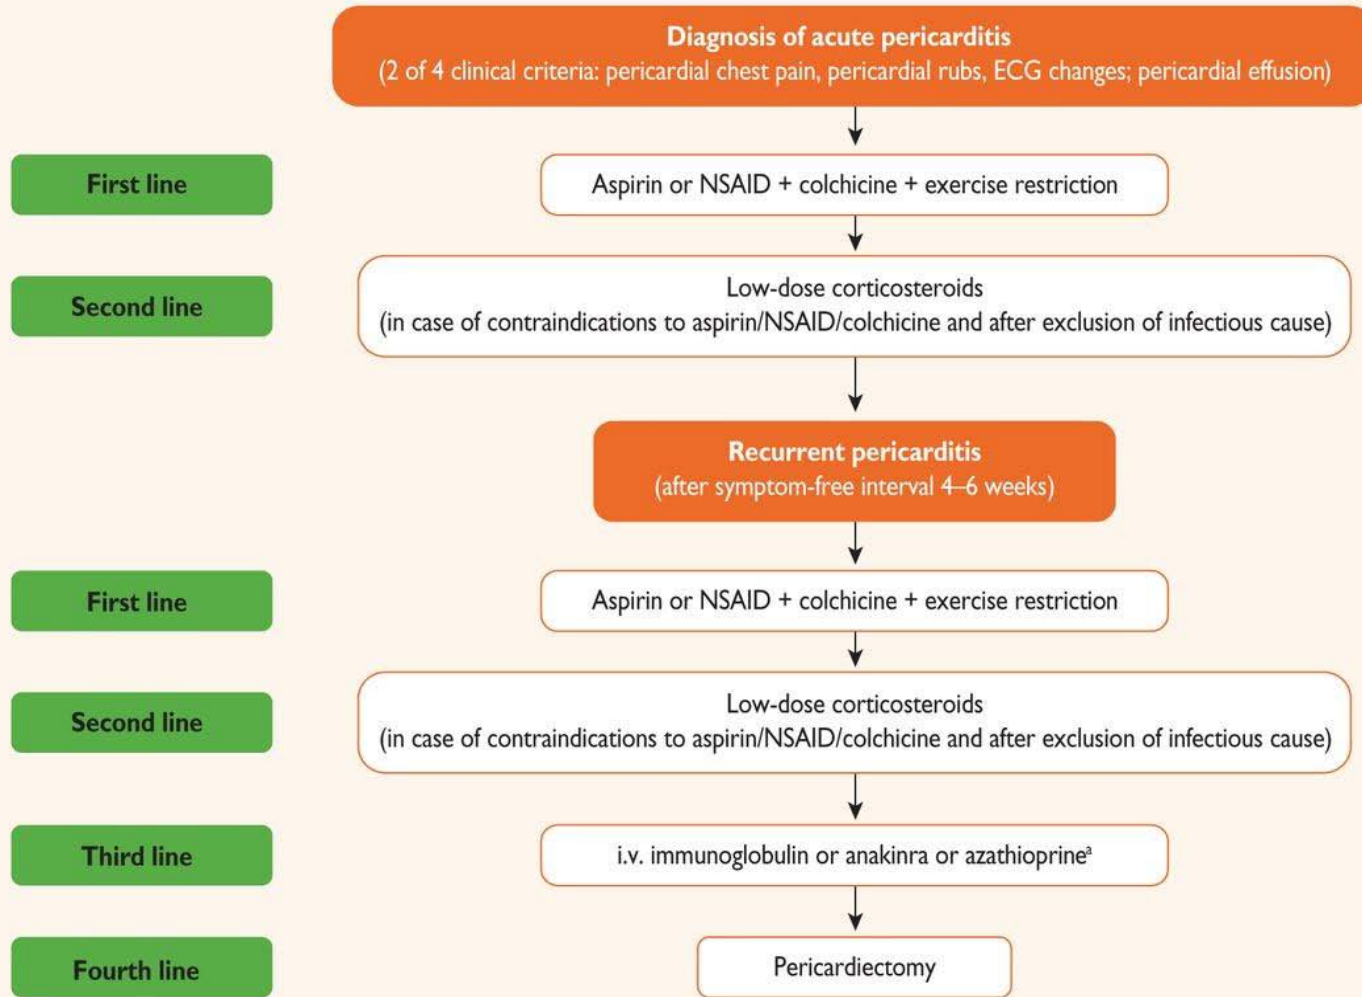 Diagnosis of acute pericarditis
(2 of 4 clinical criteria: pericardial chest pain, pericardial rubs, ECG changes; pericardial effusion)
First line
Aspirin or NSAID + colchicine + exercise restriction
Second line
Low-dose corticosteroids
(in case of contraindications to aspirin/NSAID/colchicine and after exclusion of infectious cause)
Recurrent pericarditis
(after symptom-free interval 4–6 weeks)
First line
Aspirin or NSAID + colchicine + exercise restriction
Second line
Low-dose corticosteroids
(in case of contraindications to aspirin/NSAID/colchicine and after exclusion of infectious cause)
Third line
i.v. immunoglobulin or anakinra or azathioprineᵃ
Fourth line
Pericardiectomy